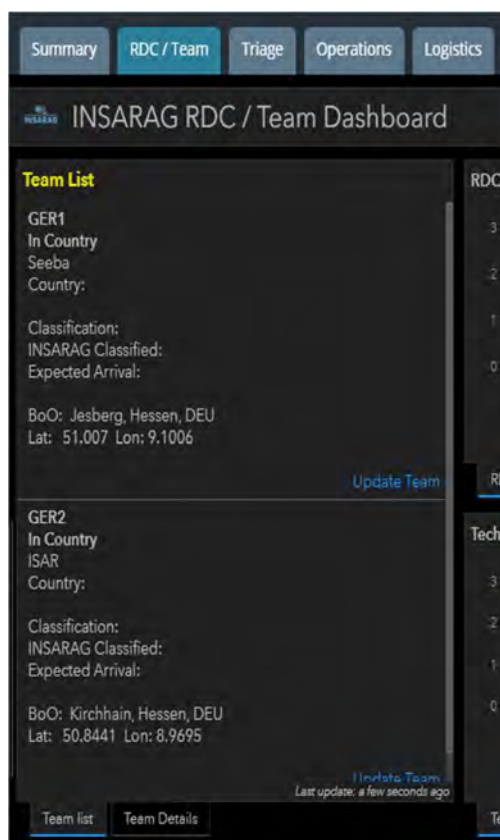 Summary
RDC / Team
Triage
Operations
Logistics
INSARAG
INSARAG RDC / Team Dashboard
Team List
GER1
In Country
Seeba
Country:
Classification:
INSARAG Classified:
Expected Arrival:
BoO: Jesberg, Hessen, DEU
Lat: 51.007 Lon: 9.1006
Update Team
GER2
In Country
ISAR
Country:
Classification:
INSARAG Classified:
Expected Arrival:
BoO: Kirchhain, Hessen, DEU
Lat: 50.8441 Lon: 8.9695
Update Team
Last update: a few seconds ago
Team list
Team Details
RDC
3
2
1
0
Tech
3
2
1
0